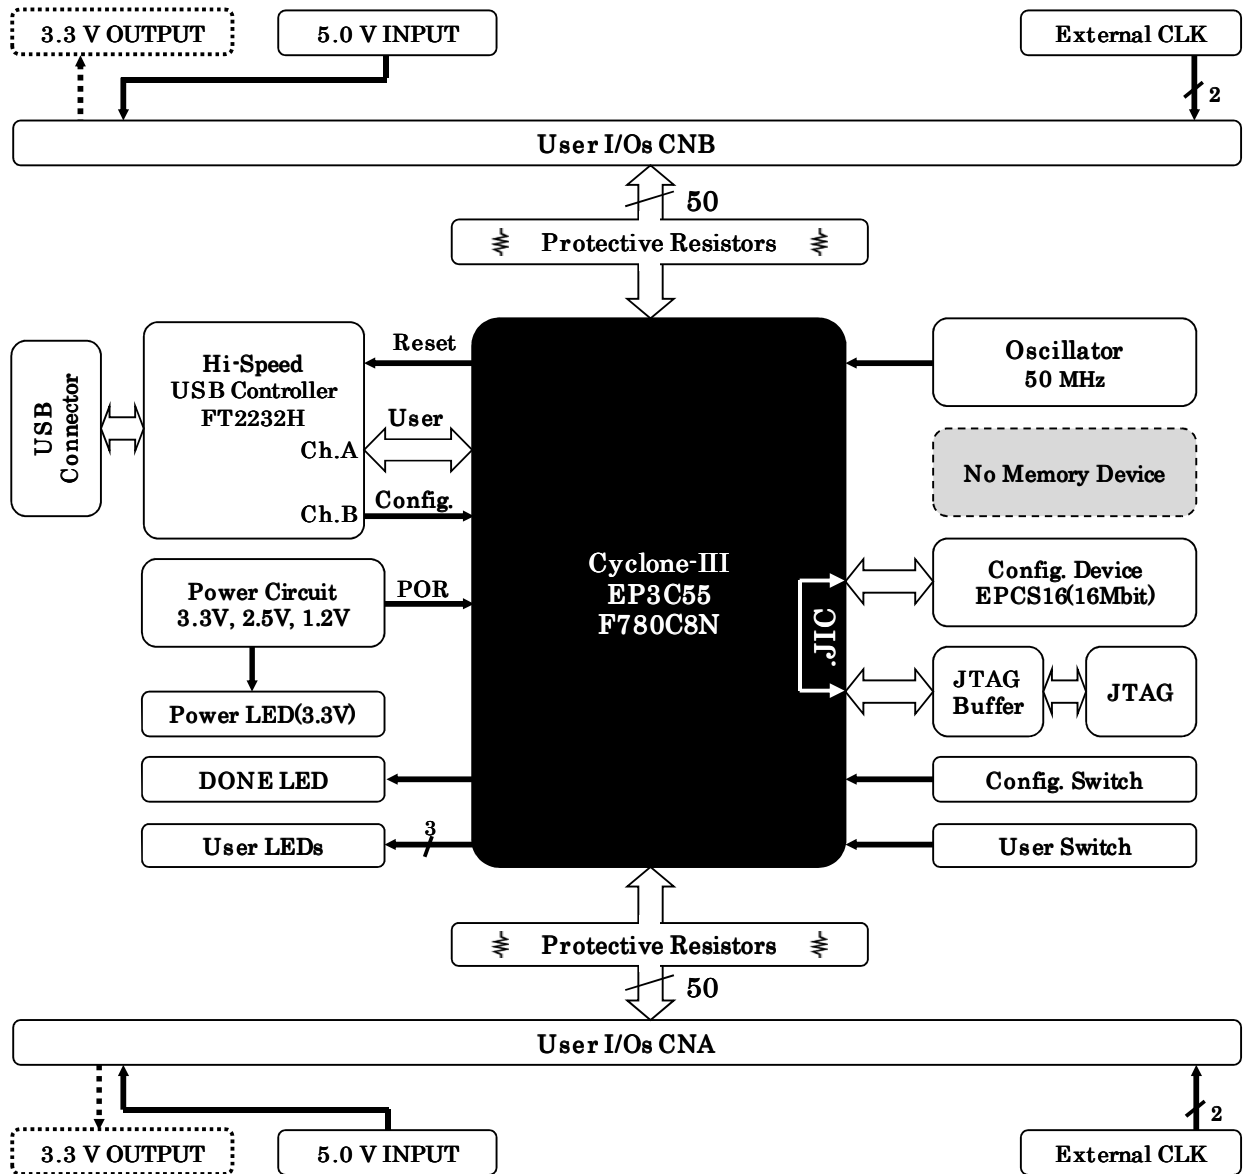 3.3 V OUTPUT
5.0 V INPUT
External CLK
2
User I/Os CNB
50
Protective Resistors
Hi-Speed
USB Controller
FT2232H
Ch.A
Ch.B
USB
Connector
Reset
User
Config.
Oscillator
50 MHz
No Memory Device
Cyclone-III
EP3C55
F780C8N
.JIC
Config. Device
EPCS16(16Mbit)
Power Circuit
3.3V, 2.5V, 1.2V
POR
JTAG
Buffer
JTAG
Power LED(3.3V)
DONE LED
Config. Switch
User LEDs
3
User Switch
Protective Resistors
50
User I/Os CNA
2
3.3 V OUTPUT
5.0 V INPUT
External CLK